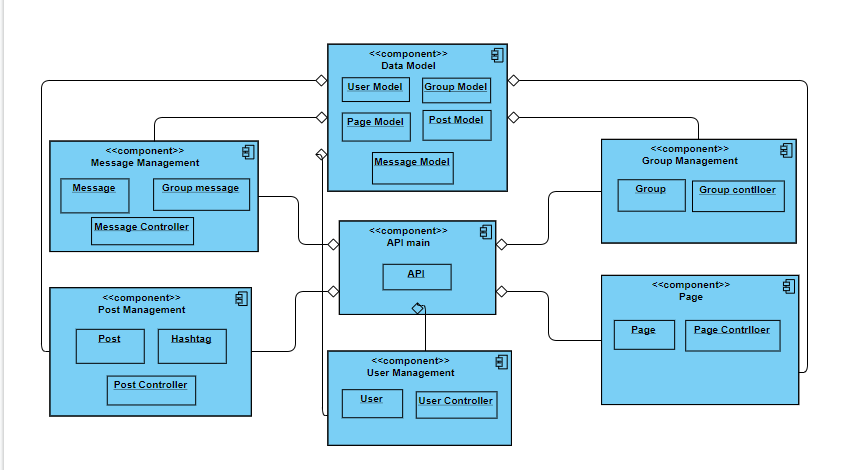 <<component>>
Data Model
User Model
Group Model
Page Model
Post Model
Message Model
<<component>>
Message Management
Message
Group message
Message Controller
<<component>>
Group Management
Group
Group contlloer
<<component>>
API main
API
<<component>>
Post Management
Post
Hashtag
Post Controller
<<component>>
Page
Page
Page Contrlloer
<<component>>
User Management
User
User Controller